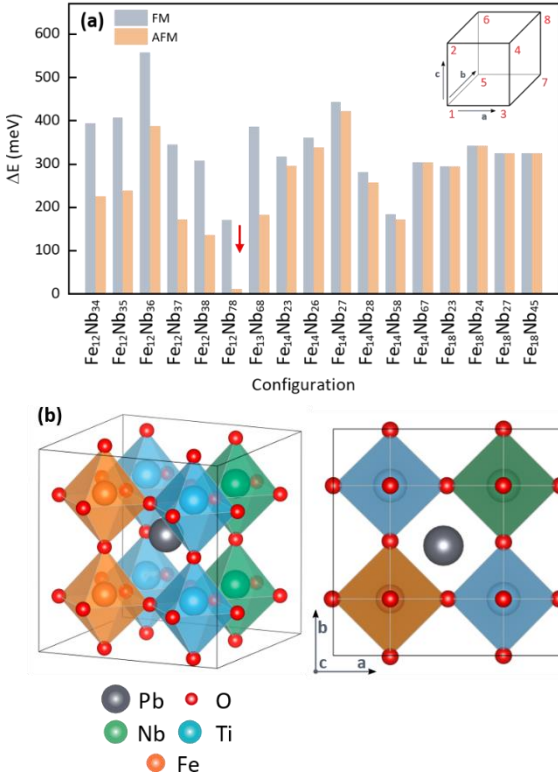 (a)
FM
AFM
600
500
400
300
200
100
0
ΔE (meV)
6
8
2
4
5
7
1
3
c
b
a
Fe₁₂Nb₃₄
Fe₁₂Nb₃₅
Fe₁₂Nb₃₆
Fe₁₂Nb₃₇
Fe₁₂Nb₃₈
Fe₁₂Nb₇₈
Fe₁₃Nb₆₈
Fe₁₄Nb₂₃
Fe₁₄Nb₂₆
Fe₁₄Nb₂₇
Fe₁₄Nb₂₈
Fe₁₄Nb₅₈
Fe₁₄Nb₆₇
Fe₁₈Nb₂₃
Fe₁₈Nb₂₄
Fe₁₈Nb₂₇
Fe₁₈Nb₄₅
Configuration
(b)
b
c
a
Pb
O
Nb
Ti
Fe